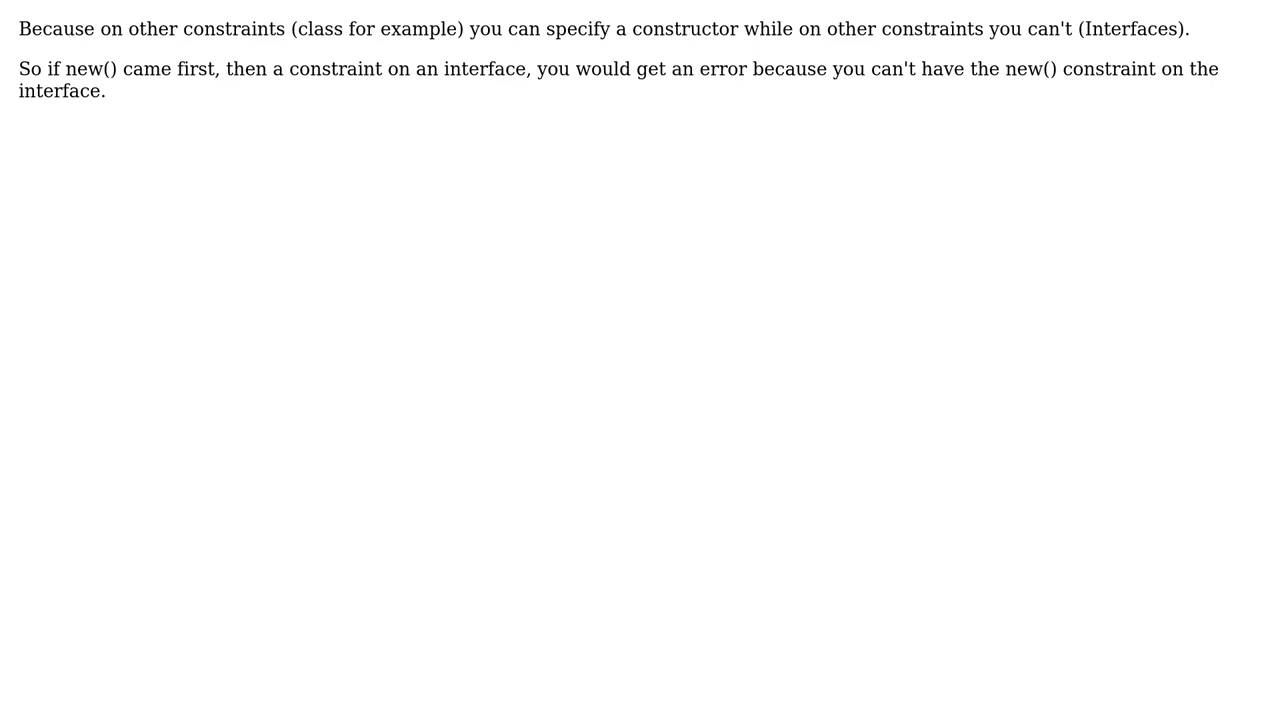 Because on other constraints (class for example) you can specify a constructor while on other constraints you can't (Interfaces).
So if new() came first, then a constraint on an interface, you would get an error because you can't have the new() constraint on the
interface.